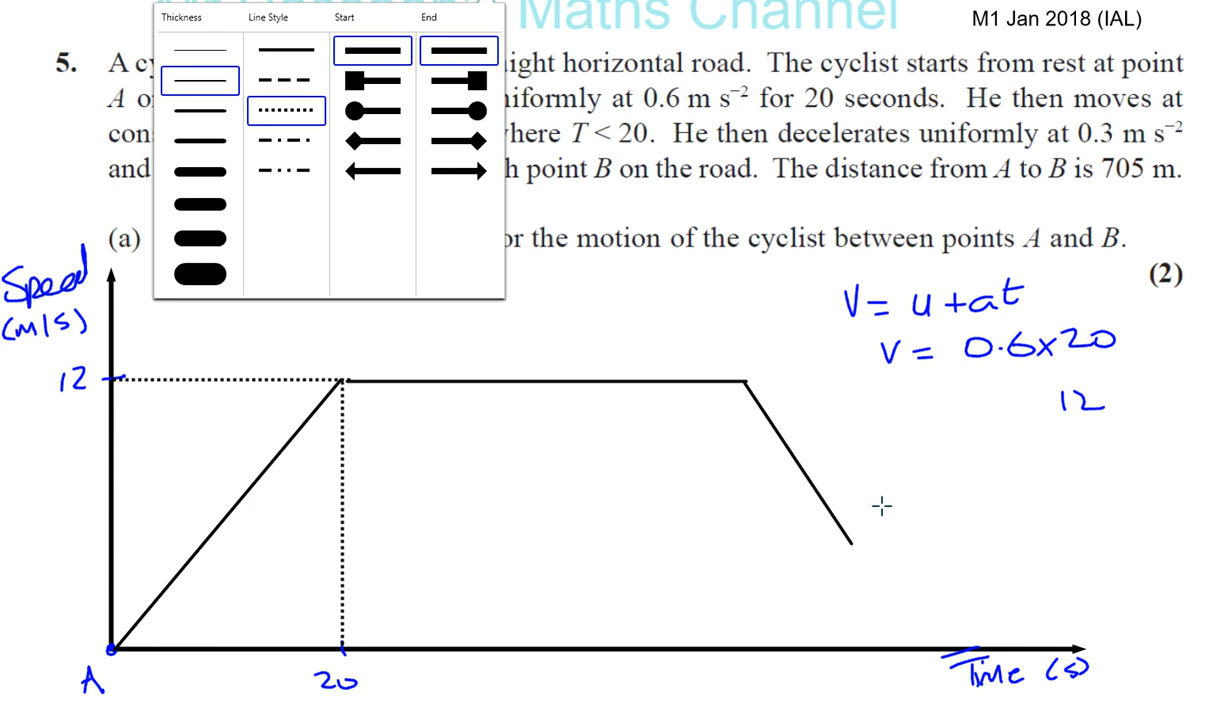 Maths Channel
M1 Jan 2018 (IAL)
Thickness Line Style Start End
5. A ight horizontal road. The cyclist starts from rest at point
A niformly at 0.6 m s⁻² for 20 seconds. He then moves at
con where T < 20. He then decelerates uniformly at 0.3 m s⁻²
and h point B on the road. The distance from A to B is 705 m.
(a) or the motion of the cyclist between points A and B.
(2)
Speed
(m/s)
V = u + at
V = 0.6 × 20
12
12
A
20
Time (s)